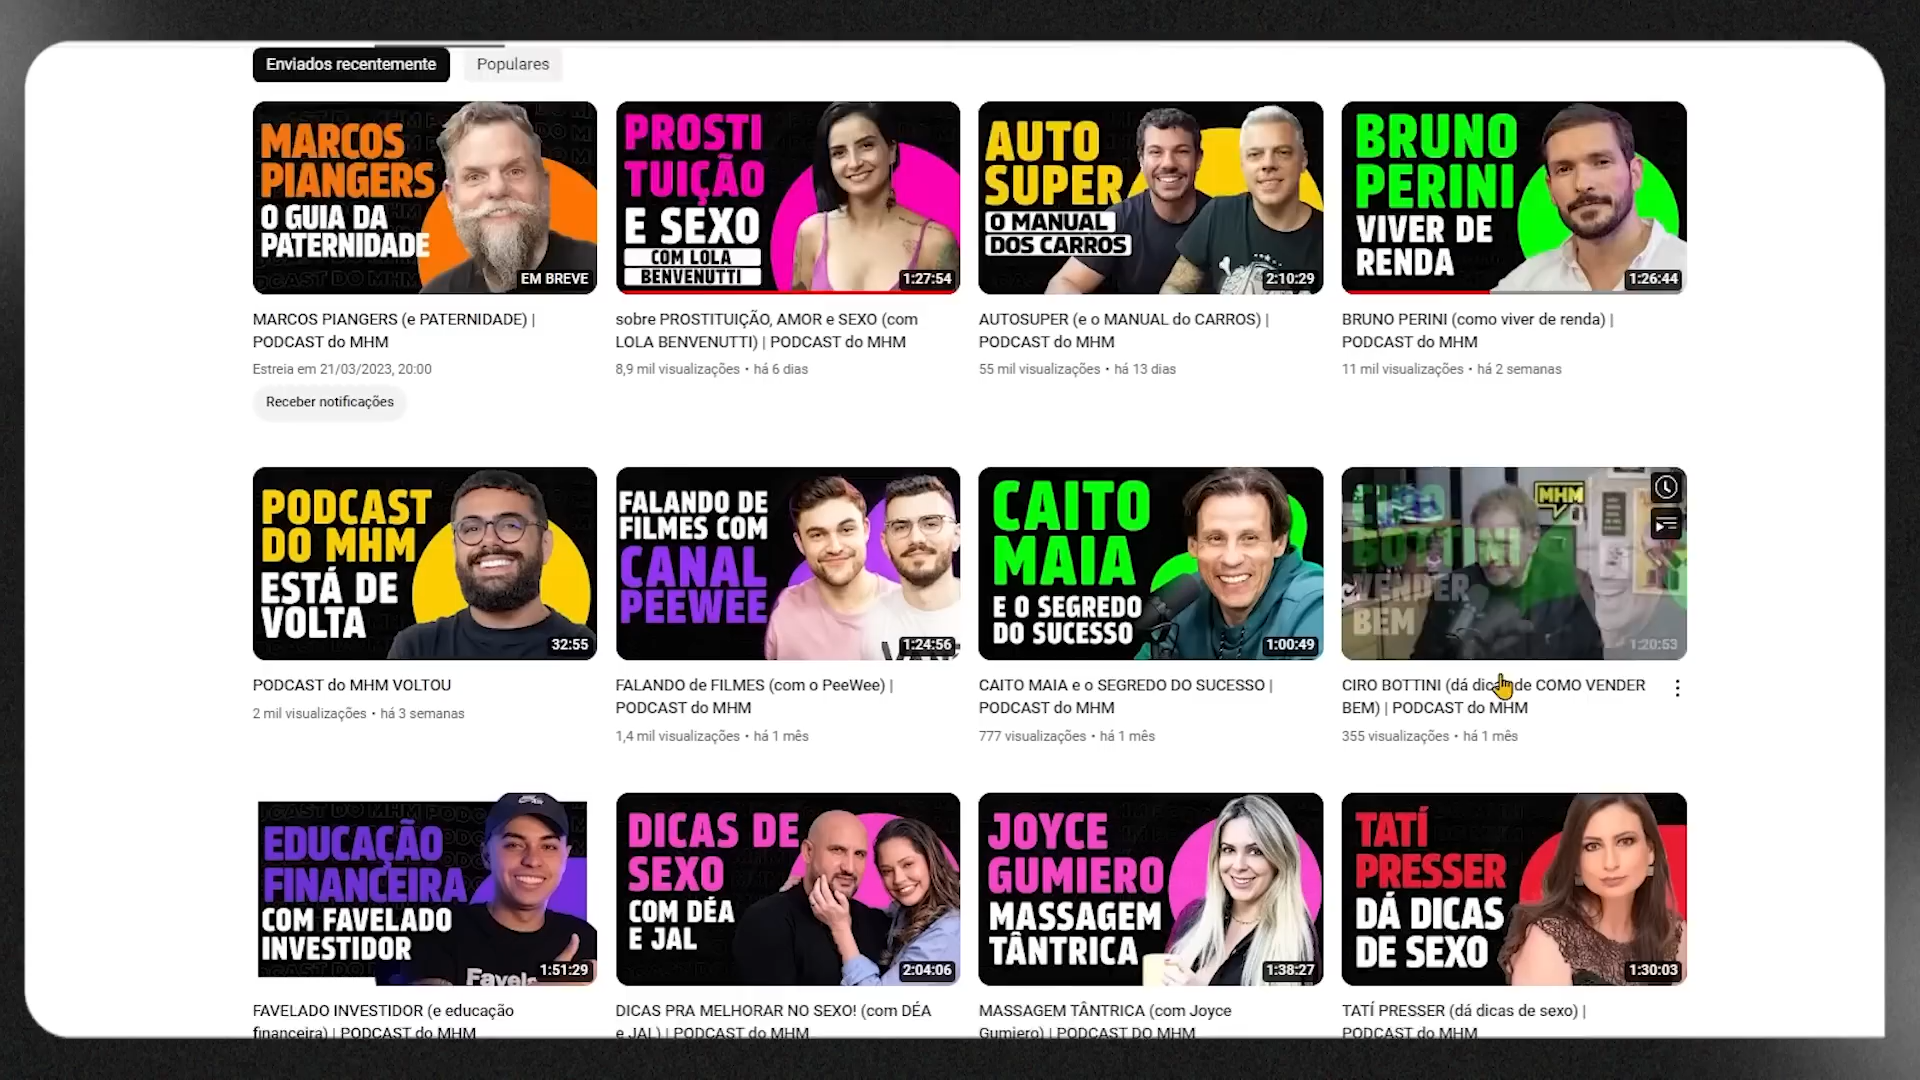 Enviados recentemente
Populares
MARCOS
PIANGERS
O GUIA DA
PATERNIDADE
EM BREVE
MARCOS PIANGERS (e PATERNIDADE) |
PODCAST do MHM
Estreia em 21/03/2023, 20:00
Receber notificações
PROSTI
TUIÇÃO
E SEXO
COM LOLA
BENVENUTTI
1:27:54
sobre PROSTITUIÇÃO, AMOR e SEXO (com
LOLA BENVENUTTI) | PODCAST do MHM
8,9 mil visualizações • há 6 dias
AUTO
SUPER
O MANUAL
DOS CARROS
2:10:29
AUTOSUPER (e o MANUAL do CARROS) |
PODCAST do MHM
55 mil visualizações • há 13 dias
BRUNO
PERINI
VIVER DE
RENDA
1:26:44
BRUNO PERINI (como viver de renda) |
PODCAST do MHM
11 mil visualizações • há 2 semanas
PODCAST
DO MHM
ESTÁ DE
VOLTA
32:55
PODCAST do MHM VOLTOU
2 mil visualizações • há 3 semanas
FALANDO DE
FILMES COM
CANAL
PEEWEE
1:24:56
FALANDO de FILMES (com o PeeWee) |
PODCAST do MHM
1,4 mil visualizações • há 1 mês
CAITO
MAIA
E O SEGREDO
DO SUCESSO
1:00:49
CAITO MAIA e o SEGREDO DO SUCESSO |
PODCAST do MHM
777 visualizações • há 1 mês
CIRO
BOTTINI
VENDER
BEM
MHM
1:20:53
CIRO BOTTINI (dá dicas de COMO VENDER
BEM) | PODCAST do MHM
355 visualizações • há 1 mês
EDUCAÇÃO
FINANCEIRA
COM FAVELADO
INVESTIDOR
1:51:29
FAVELADO INVESTIDOR (e educação
financeira) | PODCAST do MHM
DICAS DE
SEXO
COM DÉA
E JAL
2:04:06
DICAS PRA MELHORAR NO SEXO! (com DÉA
e JAL) | PODCAST do MHM
JOYCE
GUMIERO
MASSAGEM
TÂNTRICA
1:38:27
MASSAGEM TÂNTRICA (com Joyce
Gumiero) | PODCAST DO MHM
TATÍ
PRESSER
DÁ DICAS
DE SEXO
1:30:03
TATÍ PRESSER (dá dicas de sexo) |
PODCAST do MHM